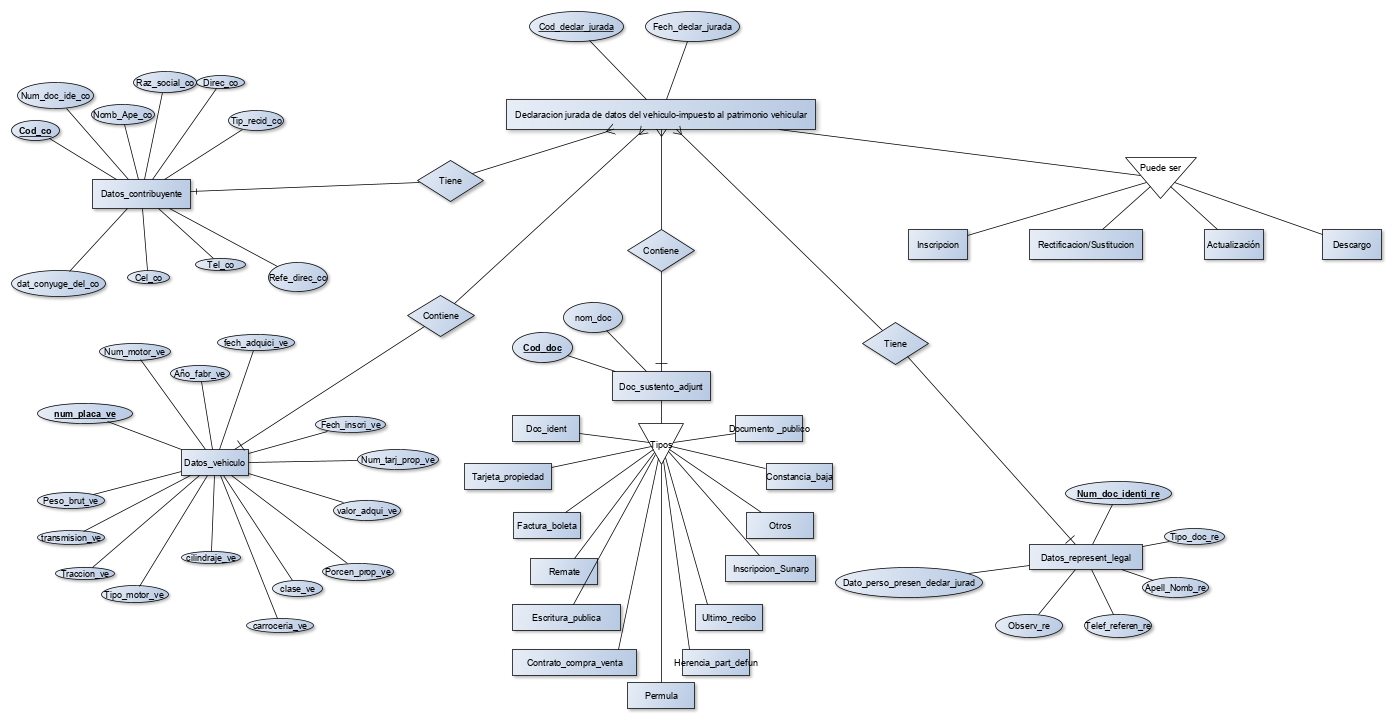 Cod_declar_jurada
Fech_declar_jurada
Raz_social_co
Direc_co
Num_doc_ide_co
Nomb_Ape_co
Tip_recid_co
Cod_co
Declaracion jurada de datos del vehiculo-impuesto al patrimonio vehicular
Puede ser
Tiene
Datos_contribuyente
Inscripcion
Rectificacion/Sustitucion
Actualización
Descargo
Contiene
Tel_co
Cel_co
Refe_direc_co
dat_conyuge_del_co
Contiene
nom_doc
fech_adquici_ve
Num_motor_ve
Cod_doc
Tiene
Año_fabr_ve
Doc_sustento_adjunt
num_placa_ve
Fech_inscri_ve
Doc_ident
Documento _publico
Tipos
Datos_vehiculo
Num_tarj_prop_ve
Tarjeta_propiedad
Constancia_baja
Peso_brut_ve
valor_adqui_ve
Num_doc_identi_re
Factura_boleta
Otros
transmision_ve
Tipo_doc_re
cilindraje_ve
Datos_represent_legal
Traccion_ve
Porcen_prop_ve
Remate
Inscripcion_Sunarp
Dato_perso_presen_declar_jurad
Apell_Nomb_re
Tipo_motor_ve
clase_ve
Escritura_publica
Ultimo_recibo
carroceria_ve
Observ_re
Telef_referen_re
Contrato_compra_venta
Herencia_part_defun
Permula